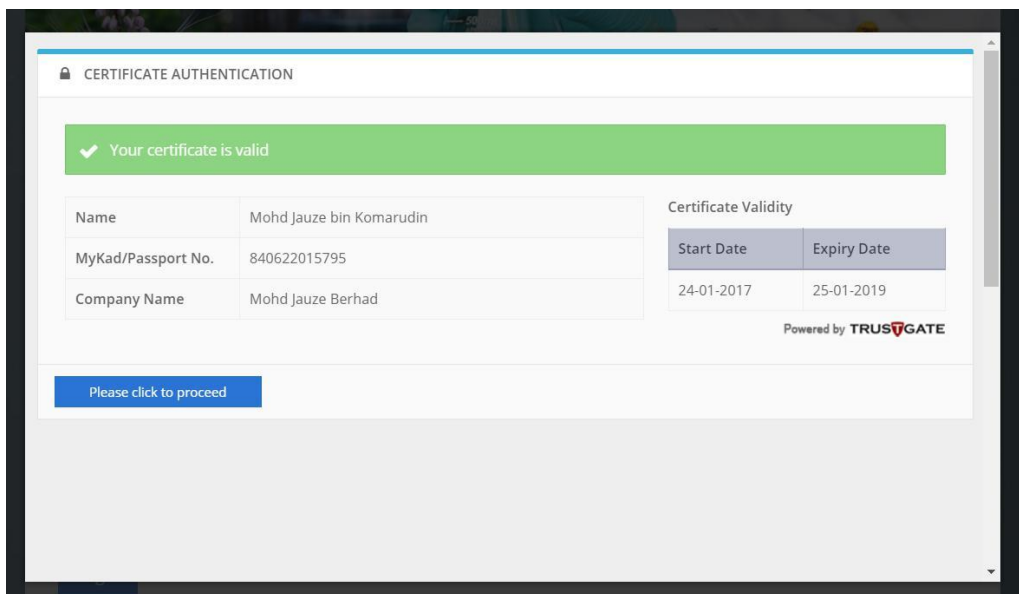 50
CERTIFICATE AUTHENTICATION
Your certificate is valid
Name Mohd Jauze bin Komarudin
MyKad/Passport No. 840622015795
Company Name Mohd Jauze Berhad
Certificate Validity
Start Date Expiry Date
24-01-2017 25-01-2019
Powered by TRUSTGATE
Please click to proceed